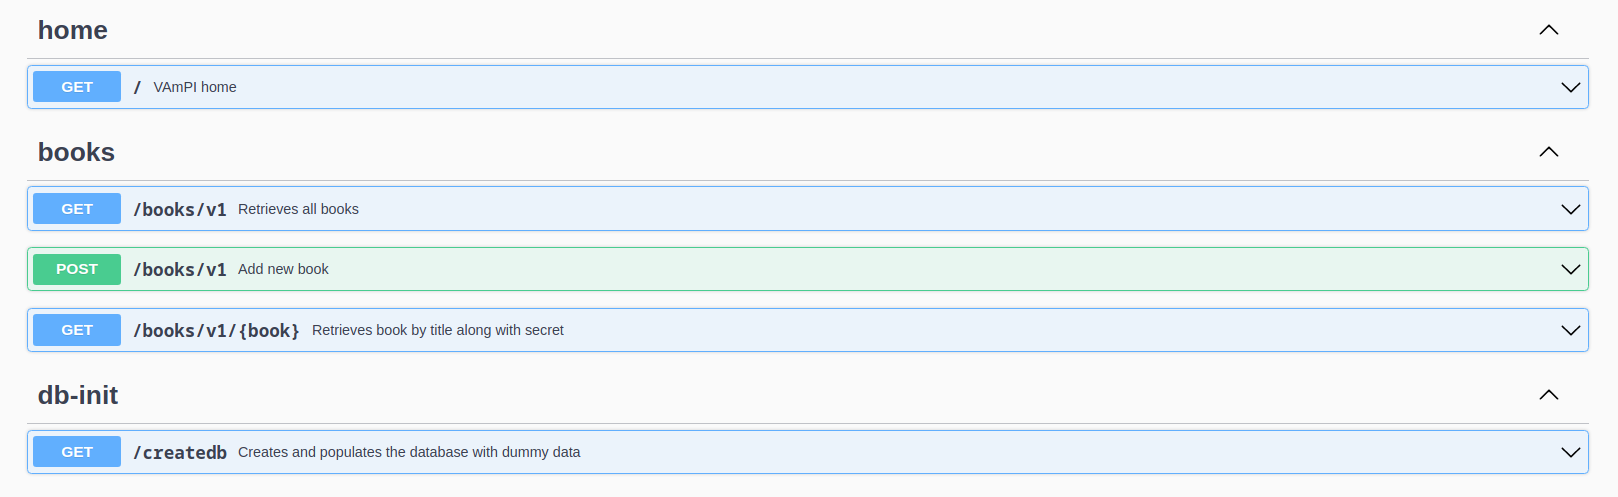 home
GET / VAmPI home
books
GET /books/v1 Retrieves all books
POST /books/v1 Add new book
GET /books/v1/{book} Retrieves book by title along with secret
db-init
GET /createdb Creates and populates the database with dummy data